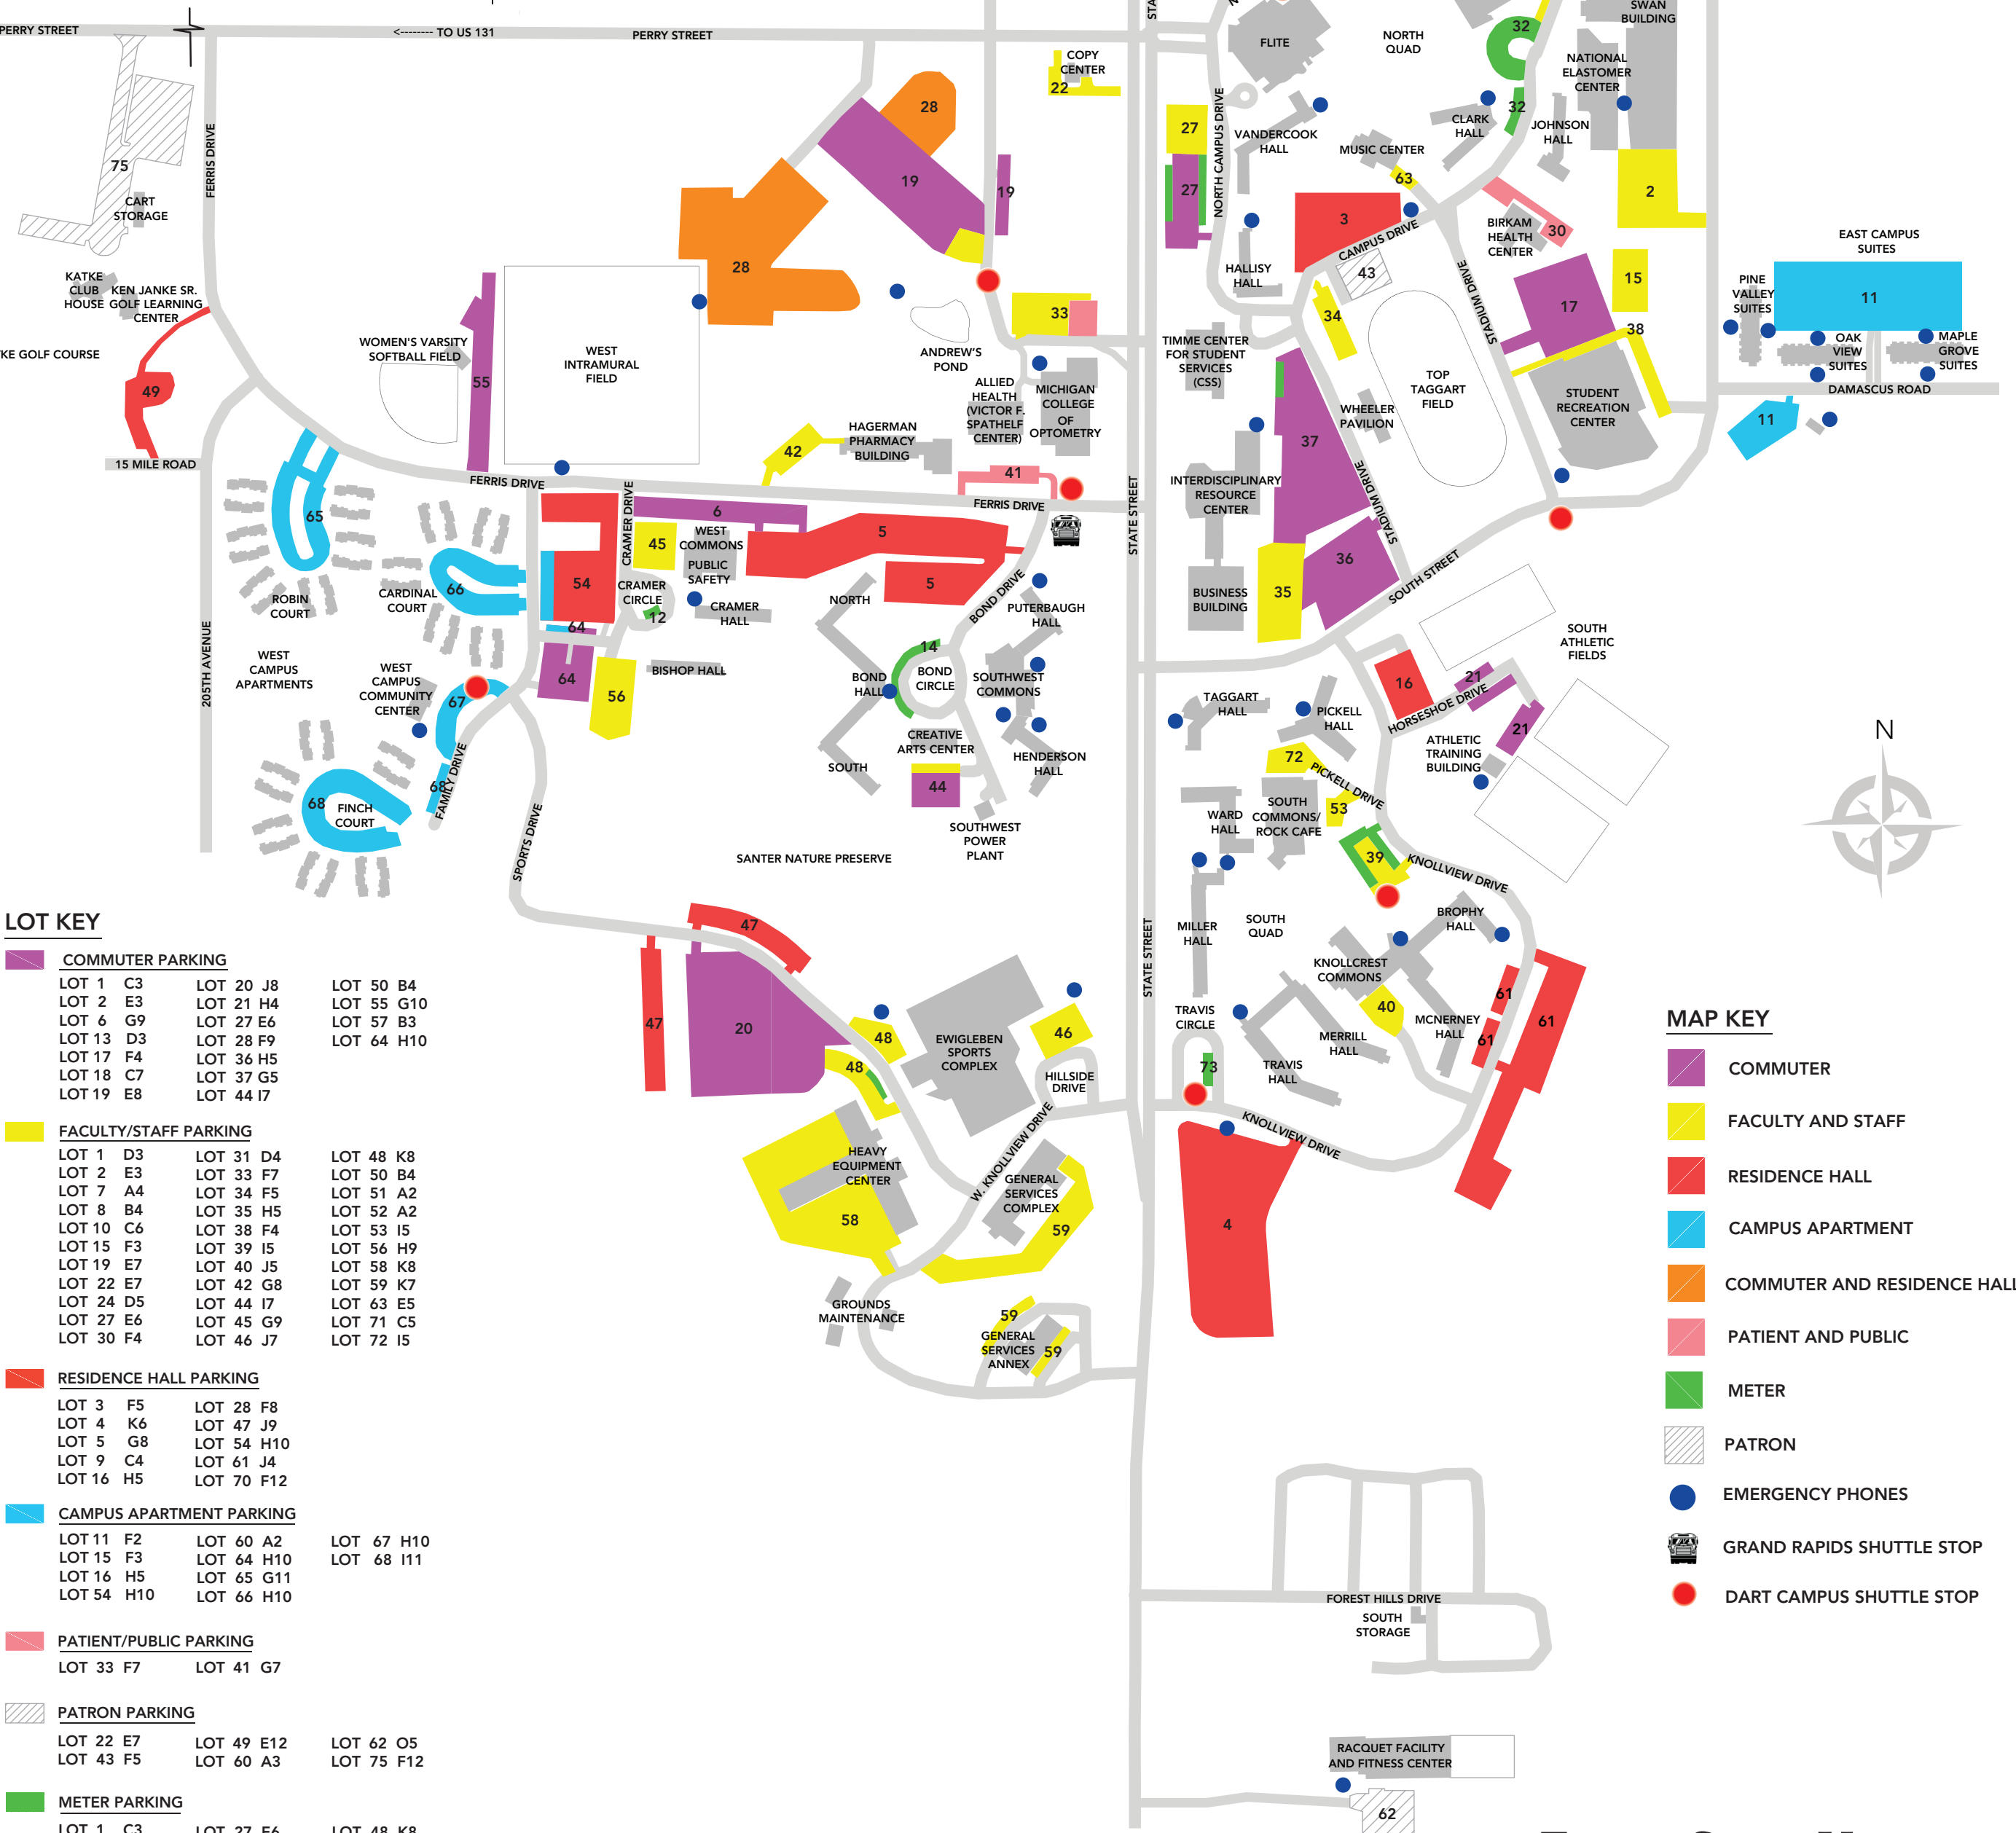 PERRY STREET
<-------- TO US 131
PERRY STREET
STA
N
SWAN
BUILDING
FLITE
NORTH
QUAD
32
NATIONAL
ELASTOMER
CENTER
COPY
CENTER
22
28
19
19
27
27
NORTH CAMPUS DRIVE
VANDERCOOK
HALL
MUSIC CENTER
63
CLARK
HALL
32
JOHNSON
HALL
2
75
CART
STORAGE
FERRIS DRIVE
3
CAMPUS DRIVE
43
HALLISY
HALL
BIRKAM
HEALTH
CENTER
30
STADIUM DRIVE
17
15
38
34
EAST CAMPUS
SUITES
PINE
VALLEY
SUITES
11
OAK
VIEW
SUITES
MAPLE
GROVE
SUITES
DAMASCUS ROAD
11
KATKE
CLUB
HOUSE
KEN JANKE SR.
GOLF LEARNING
CENTER
KE GOLF COURSE
49
15 MILE ROAD
WOMEN'S VARSITY
SOFTBALL FIELD
55
WEST
INTRAMURAL
FIELD
28
33
ANDREW'S
POND
ALLIED
HEALTH
(VICTOR F.
SPATHELF
CENTER)
MICHIGAN
COLLEGE
OF
OPTOMETRY
TIMME CENTER
FOR STUDENT
SERVICES
(CSS)
WHEELER
PAVILION
TOP
TAGGART
FIELD
STUDENT
RECREATION
CENTER
42
HAGERMAN
PHARMACY
BUILDING
41
FERRIS DRIVE
FERRIS DRIVE
STATE STREET
INTERDISCIPLINARY
RESOURCE
CENTER
37
STADIUM DRIVE
36
35
BUSINESS
BUILDING
SOUTH STREET
65
ROBIN
COURT
66
CARDINAL
COURT
54
CRAMER DRIVE
6
45
WEST
COMMONS
PUBLIC
SAFETY
CRAMER
CIRCLE
12
CRAMER
HALL
5
5
BOND DRIVE
PUTERBAUGH
HALL
NORTH
14
BOND
HALL
BOND
CIRCLE
SOUTHWEST
COMMONS
205TH AVENUE
WEST
CAMPUS
APARTMENTS
WEST
CAMPUS
COMMUNITY
CENTER
64
64
56
BISHOP HALL
67
68
FAMILY DRIVE
68
FINCH
COURT
SPORTS DRIVE
SOUTH
CREATIVE
ARTS CENTER
44
HENDERSON
HALL
SOUTHWEST
POWER
PLANT
SANTER NATURE PRESERVE
SOUTH
ATHLETIC
FIELDS
16
21
HORSESHOE DRIVE
21
ATHLETIC
TRAINING
BUILDING
TAGGART
HALL
PICKELL
HALL
72
PICKELL DRIVE
53
SOUTH
COMMONS/
ROCK CAFE
WARD
HALL
39
KNOLLVIEW DRIVE
MILLER
HALL
SOUTH
QUAD
BROPHY
HALL
KNOLLCREST
COMMONS
STATE STREET
TRAVIS
CIRCLE
73
TRAVIS
HALL
MERRILL
HALL
40
MCNERNEY
HALL
61
61
61
KNOLLVIEW DRIVE
4
N
47
47
20
48
48
EWIGLEBEN
SPORTS
COMPLEX
46
HILLSIDE
DRIVE
HEAVY
EQUIPMENT
CENTER
58
W. KNOLLVIEW DRIVE
GENERAL
SERVICES
COMPLEX
59
GROUNDS
MAINTENANCE
59
GENERAL
SERVICES
ANNEX
59
FOREST HILLS DRIVE
SOUTH
STORAGE
RACQUET FACILITY
AND FITNESS CENTER
62
LOT KEY
COMMUTER PARKING
LOT 1 C3 LOT 20 J8 LOT 50 B4
LOT 2 E3 LOT 21 H4 LOT 55 G10
LOT 6 G9 LOT 27 E6 LOT 57 B3
LOT 13 D3 LOT 28 F9 LOT 64 H10
LOT 17 F4 LOT 36 H5
LOT 18 C7 LOT 37 G5
LOT 19 E8 LOT 44 I7
FACULTY/STAFF PARKING
LOT 1 D3 LOT 31 D4 LOT 48 K8
LOT 2 E3 LOT 33 F7 LOT 50 B4
LOT 7 A4 LOT 34 F5 LOT 51 A2
LOT 8 B4 LOT 35 H5 LOT 52 A2
LOT 10 C6 LOT 38 F4 LOT 53 I5
LOT 15 F3 LOT 39 I5 LOT 56 H9
LOT 19 E7 LOT 40 J5 LOT 58 K8
LOT 22 E7 LOT 42 G8 LOT 59 K7
LOT 24 D5 LOT 44 I7 LOT 63 E5
LOT 27 E6 LOT 45 G9 LOT 71 C5
LOT 30 F4 LOT 46 J7 LOT 72 I5
RESIDENCE HALL PARKING
LOT 3 F5 LOT 28 F8
LOT 4 K6 LOT 47 J9
LOT 5 G8 LOT 54 H10
LOT 9 C4 LOT 61 J4
LOT 16 H5 LOT 70 F12
CAMPUS APARTMENT PARKING
LOT 11 F2 LOT 60 A2 LOT 67 H10
LOT 15 F3 LOT 64 H10 LOT 68 I11
LOT 16 H5 LOT 65 G11
LOT 54 H10 LOT 66 H10
PATIENT/PUBLIC PARKING
LOT 33 F7 LOT 41 G7
PATRON PARKING
LOT 22 E7 LOT 49 E12 LOT 62 O5
LOT 43 F5 LOT 60 A3 LOT 75 F12
METER PARKING
LOT 1 C3 LOT 27 E6 LOT 48 K8
MAP KEY
COMMUTER
FACULTY AND STAFF
RESIDENCE HALL
CAMPUS APARTMENT
COMMUTER AND RESIDENCE HALL
PATIENT AND PUBLIC
METER
PATRON
EMERGENCY PHONES
GRAND RAPIDS SHUTTLE STOP
DART CAMPUS SHUTTLE STOP